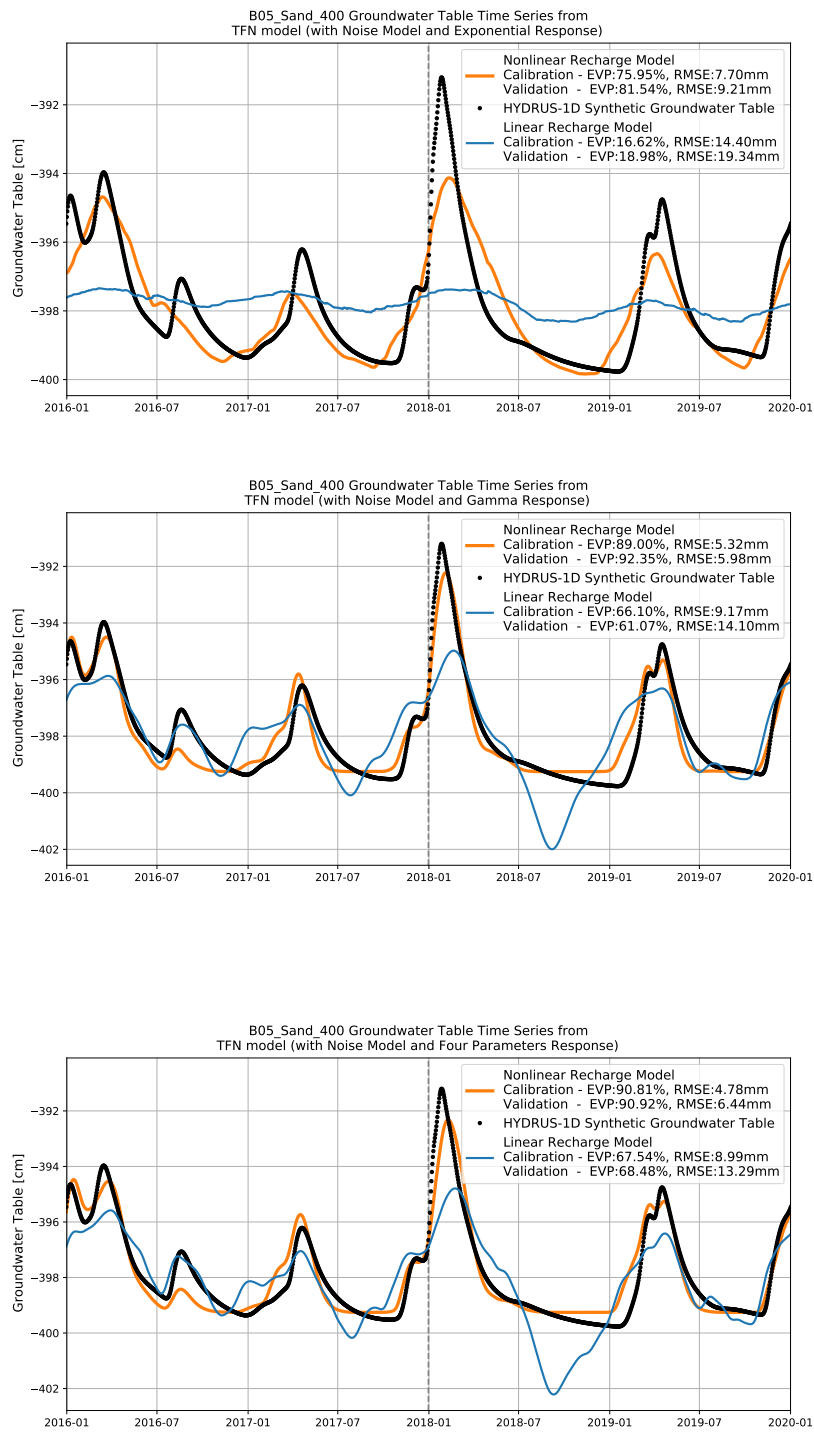 B05_Sand_400 Groundwater Table Time Series from
TFN model (with Noise Model and Exponential Response)
Nonlinear Recharge Model
Calibration - EVP:75.95%, RMSE:7.70mm
Validation  -  EVP:81.54%, RMSE:9.21mm
HYDRUS-1D Synthetic Groundwater Table
Linear Recharge Model
Calibration - EVP:16.62%, RMSE:14.40mm
Validation  -  EVP:18.98%, RMSE:19.34mm
Groundwater Table [cm]
−392
−394
−396
−398
−400
2016-01 2016-07 2017-01 2017-07 2018-01 2018-07 2019-01 2019-07 2020-01
B05_Sand_400 Groundwater Table Time Series from
TFN model (with Noise Model and Gamma Response)
Nonlinear Recharge Model
Calibration - EVP:89.00%, RMSE:5.32mm
Validation  -  EVP:92.35%, RMSE:5.98mm
HYDRUS-1D Synthetic Groundwater Table
Linear Recharge Model
Calibration - EVP:66.10%, RMSE:9.17mm
Validation  -  EVP:61.07%, RMSE:14.10mm
Groundwater Table [cm]
−392
−394
−396
−398
−400
−402
2016-01 2016-07 2017-01 2017-07 2018-01 2018-07 2019-01 2019-07 2020-01
B05_Sand_400 Groundwater Table Time Series from
TFN model (with Noise Model and Four Parameters Response)
Nonlinear Recharge Model
Calibration - EVP:90.81%, RMSE:4.78mm
Validation  -  EVP:90.92%, RMSE:6.44mm
HYDRUS-1D Synthetic Groundwater Table
Linear Recharge Model
Calibration - EVP:67.54%, RMSE:8.99mm
Validation  -  EVP:68.48%, RMSE:13.29mm
Groundwater Table [cm]
−392
−394
−396
−398
−400
−402
2016-01 2016-07 2017-01 2017-07 2018-01 2018-07 2019-01 2019-07 2020-01